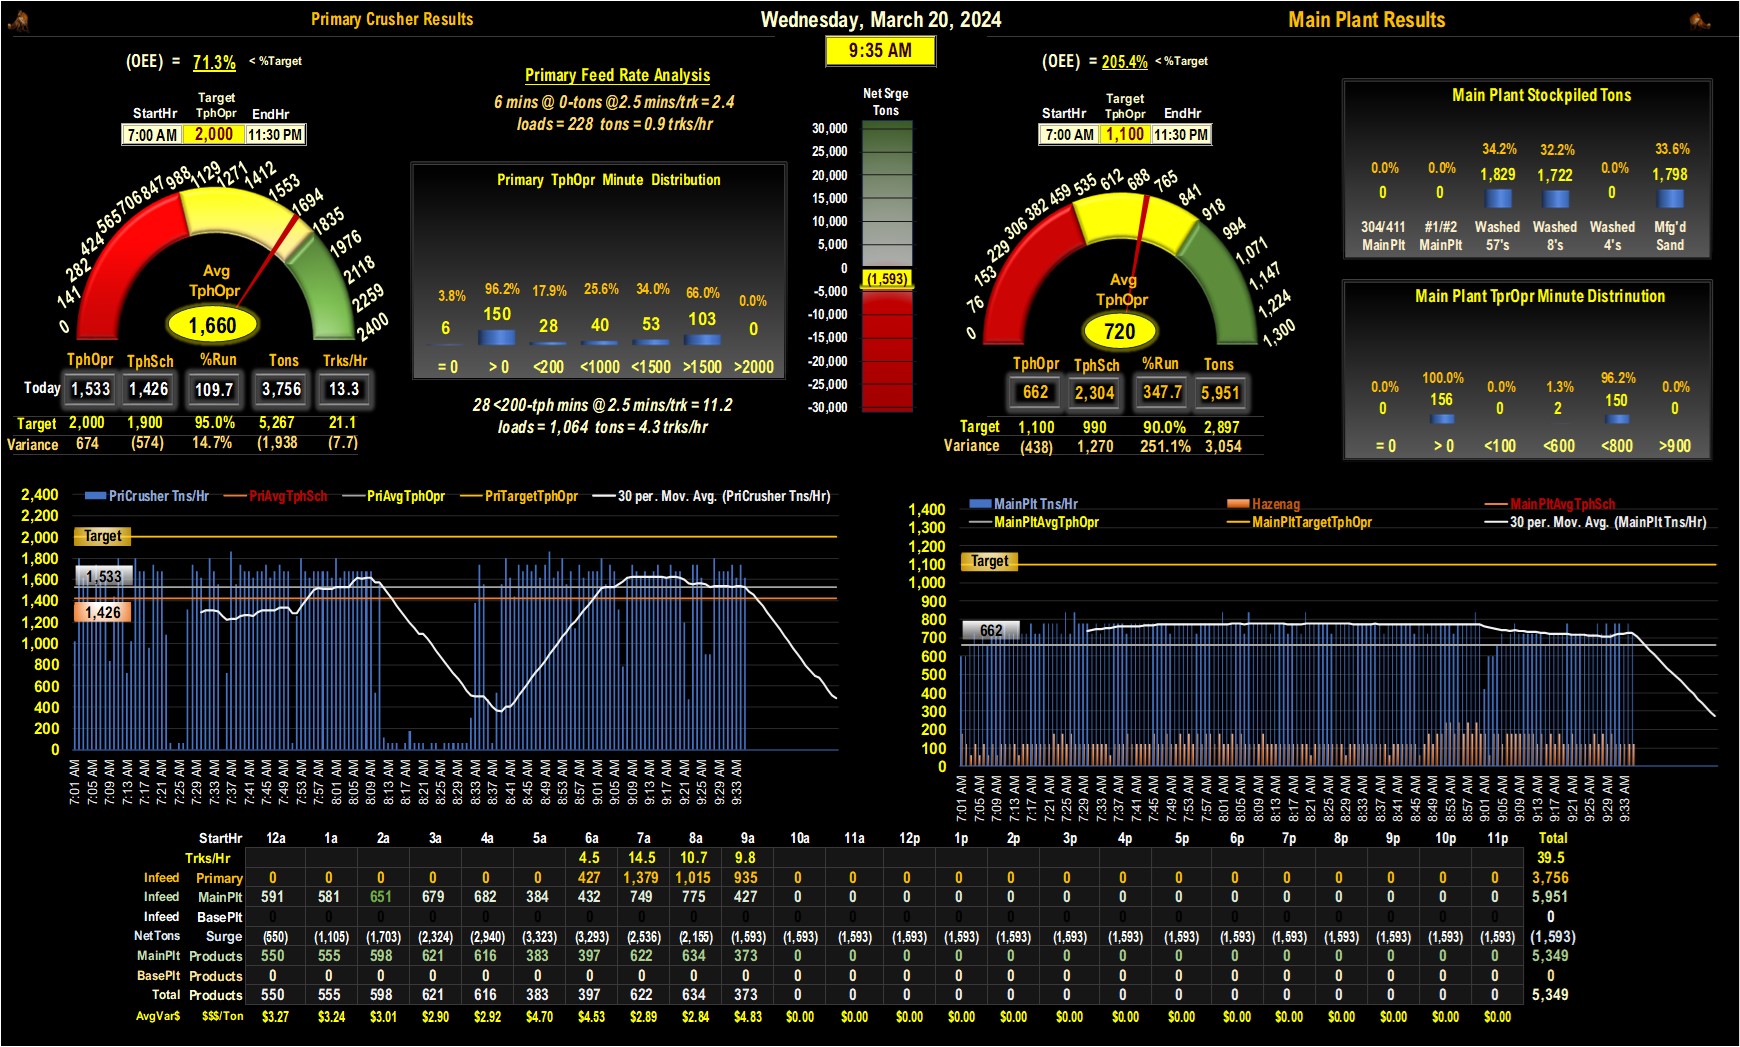 Primary Crusher Results
Wednesday, March 20, 2024
Main Plant Results
9:35 AM
(OEE) = 71.3% < %Target
StartHr Target TphOpr EndHr
7:00 AM 2,000 11:30 PM
0 141 282 424 565 706 847 988 1129 1271 1412 1553 1694 1835 1976 2118 2259 2400
Avg
TphOpr
1,660
TphOpr TphSch %Run Tons Trks/Hr
Today 1,533 1,426 109.7 3,756 13.3
Target 2,000 1,900 95.0% 5,267 21.1
Variance 674 (574) 14.7% (1,938 (7.7)
Primary Feed Rate Analysis
6 mins @ 0-tons @2.5 mins/trk = 2.4
loads = 228 tons = 0.9 trks/hr
Primary TphOpr Minute Distribution
3.8% 96.2% 17.9% 25.6% 34.0% 66.0% 0.0%
6 150 28 40 53 103 0
= 0 > 0 <200 <1000 <1500 >1500 >2000
28 <200-tph mins @ 2.5 mins/trk = 11.2
loads = 1,064 tons = 4.3 trks/hr
Net Srge
Tons
30,000
25,000
20,000
15,000
10,000
5,000
0
(1,593)
-5,000
-10,000
-15,000
-20,000
-25,000
-30,000
(OEE) = 205.4% < %Target
StartHr Target TphOpr EndHr
7:00 AM 1,100 11:30 PM
0 76 153 229 306 382 459 535 612 688 765 841 918 994 1,071 1,147 1,224 1,300
Avg
TphOpr
720
TphOpr TphSch %Run Tons
662 2,304 347.7 5,951
Target 1,100 990 90.0% 2,897
Variance (438) 1,270 251.1% 3,054
Main Plant Stockpiled Tons
0.0% 0.0% 34.2% 32.2% 0.0% 33.6%
0 0 1,829 1,722 0 1,798
304/411 #1/#2 Washed Washed Washed Mfg'd
MainPlt MainPlt 57's 8's 4's Sand
Main Plant TprOpr Minute Distrinution
0.0% 100.0% 0.0% 1.3% 96.2% 0.0%
0 156 0 2 150 0
= 0 > 0 <100 <600 <800 >900
PriCrusher Tns/Hr PriAvgTphSch PriAvgTphOpr PriTargetTphOpr 30 per. Mov. Avg. (PriCrusher Tns/Hr)
2,400
2,200
2,000
1,800
1,600
1,400
1,200
1,000
800
600
400
200
0
Target
1,533
1,426
7:01 AM 7:05 AM 7:09 AM 7:13 AM 7:17 AM 7:21 AM 7:25 AM 7:29 AM 7:33 AM 7:37 AM 7:41 AM 7:45 AM 7:49 AM 7:53 AM 7:57 AM 8:01 AM 8:05 AM 8:09 AM 8:13 AM 8:17 AM 8:21 AM 8:25 AM 8:29 AM 8:33 AM 8:37 AM 8:41 AM 8:45 AM 8:49 AM 8:53 AM 8:57 AM 9:01 AM 9:05 AM 9:09 AM 9:13 AM 9:17 AM 9:21 AM 9:25 AM 9:29 AM 9:33 AM
MainPlt Tns/Hr Hazenag MainPltAvgTphSch
MainPltAvgTphOpr MainPltTargetTphOpr 30 per. Mov. Avg. (MainPlt Tns/Hr)
1,400
1,300
1,200
1,100
1,000
900
800
700
600
500
400
300
200
100
0
Target
662
7:01 AM 7:05 AM 7:09 AM 7:13 AM 7:17 AM 7:21 AM 7:25 AM 7:29 AM 7:33 AM 7:37 AM 7:41 AM 7:45 AM 7:49 AM 7:53 AM 7:57 AM 8:01 AM 8:05 AM 8:09 AM 8:13 AM 8:17 AM 8:21 AM 8:25 AM 8:29 AM 8:33 AM 8:37 AM 8:41 AM 8:45 AM 8:49 AM 8:53 AM 8:57 AM 9:01 AM 9:05 AM 9:09 AM 9:13 AM 9:17 AM 9:21 AM 9:25 AM 9:29 AM 9:33 AM
StartHr 12a 1a 2a 3a 4a 5a 6a 7a 8a 9a 10a 11a 12p 1p 2p 3p 4p 5p 6p 7p 8p 9p 10p 11p Total
Trks/Hr 4.5 14.5 10.7 9.8 39.5
Infeed Primary 0 0 0 0 0 0 427 1,379 1,015 935 0 0 0 0 0 0 0 0 0 0 0 0 0 0 3,756
Infeed MainPlt 591 581 651 679 682 384 432 749 775 427 0 0 0 0 0 0 0 0 0 0 0 0 0 0 5,951
Infeed BasePlt 0 0 0 0 0 0 0 0 0 0 0 0 0 0 0 0 0 0 0 0 0 0 0 0 0
NetTons Surge (550) (1,105) (1,703) (2,324) (2,940) (3,323) (3,293) (2,536) (2,155) (1,593) (1,593) (1,593) (1,593) (1,593) (1,593) (1,593) (1,593) (1,593) (1,593) (1,593) (1,593) (1,593) (1,593) (1,593) (1,593)
MainPlt Products 550 555 598 621 616 383 397 622 634 373 0 0 0 0 0 0 0 0 0 0 0 0 0 0 5,349
BasePlt Products 0 0 0 0 0 0 0 0 0 0 0 0 0 0 0 0 0 0 0 0 0 0 0 0 0
Total Products 550 555 598 621 616 383 397 622 634 373 0 0 0 0 0 0 0 0 0 0 0 0 0 0 5,349
AvgVar$ $$$/Ton $3.27 $3.24 $3.01 $2.90 $2.92 $4.70 $4.53 $2.89 $2.84 $4.83 $0.00 $0.00 $0.00 $0.00 $0.00 $0.00 $0.00 $0.00 $0.00 $0.00 $0.00 $0.00 $0.00 $0.00